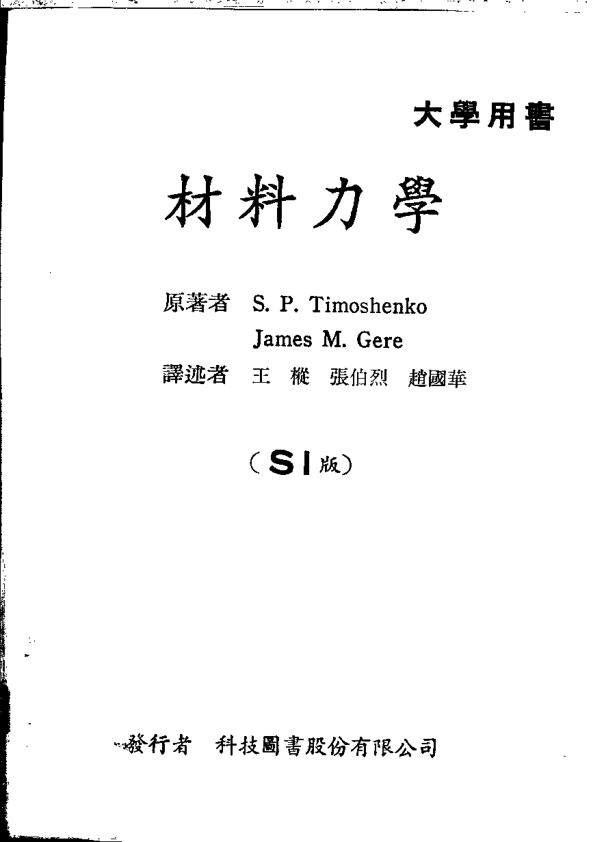 大學用書
材料力學
原著者 S. P. Timoshenko
James M. Gere
譯述者 王 樅 張伯烈 趙國華
（SI版）
發行者 科技圖書股份有限公司